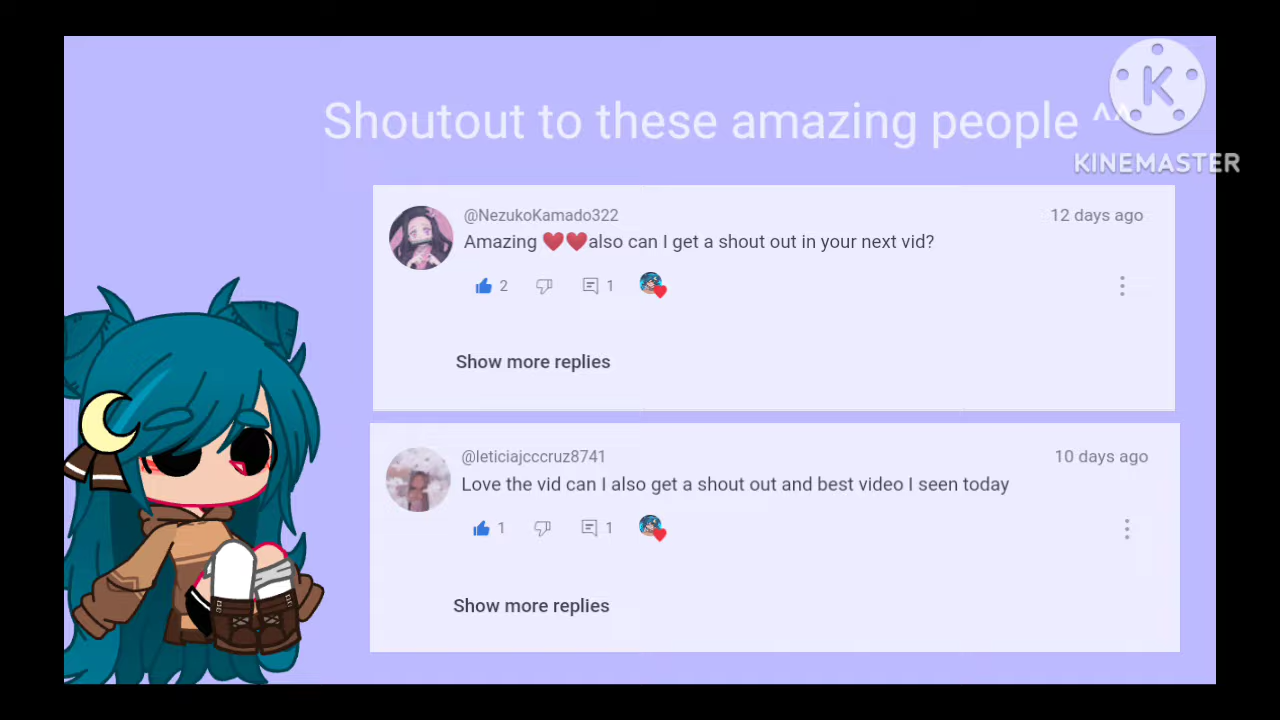 Shoutout to these amazing people ^^
KINEMASTER
@NezukoKamado322 12 days ago
Amazing ❤❤also can I get a shout out in your next vid?
2 1
Show more replies
@leticiajcccruz8741 10 days ago
Love the vid can I also get a shout out and best video I seen today
1 1
Show more replies